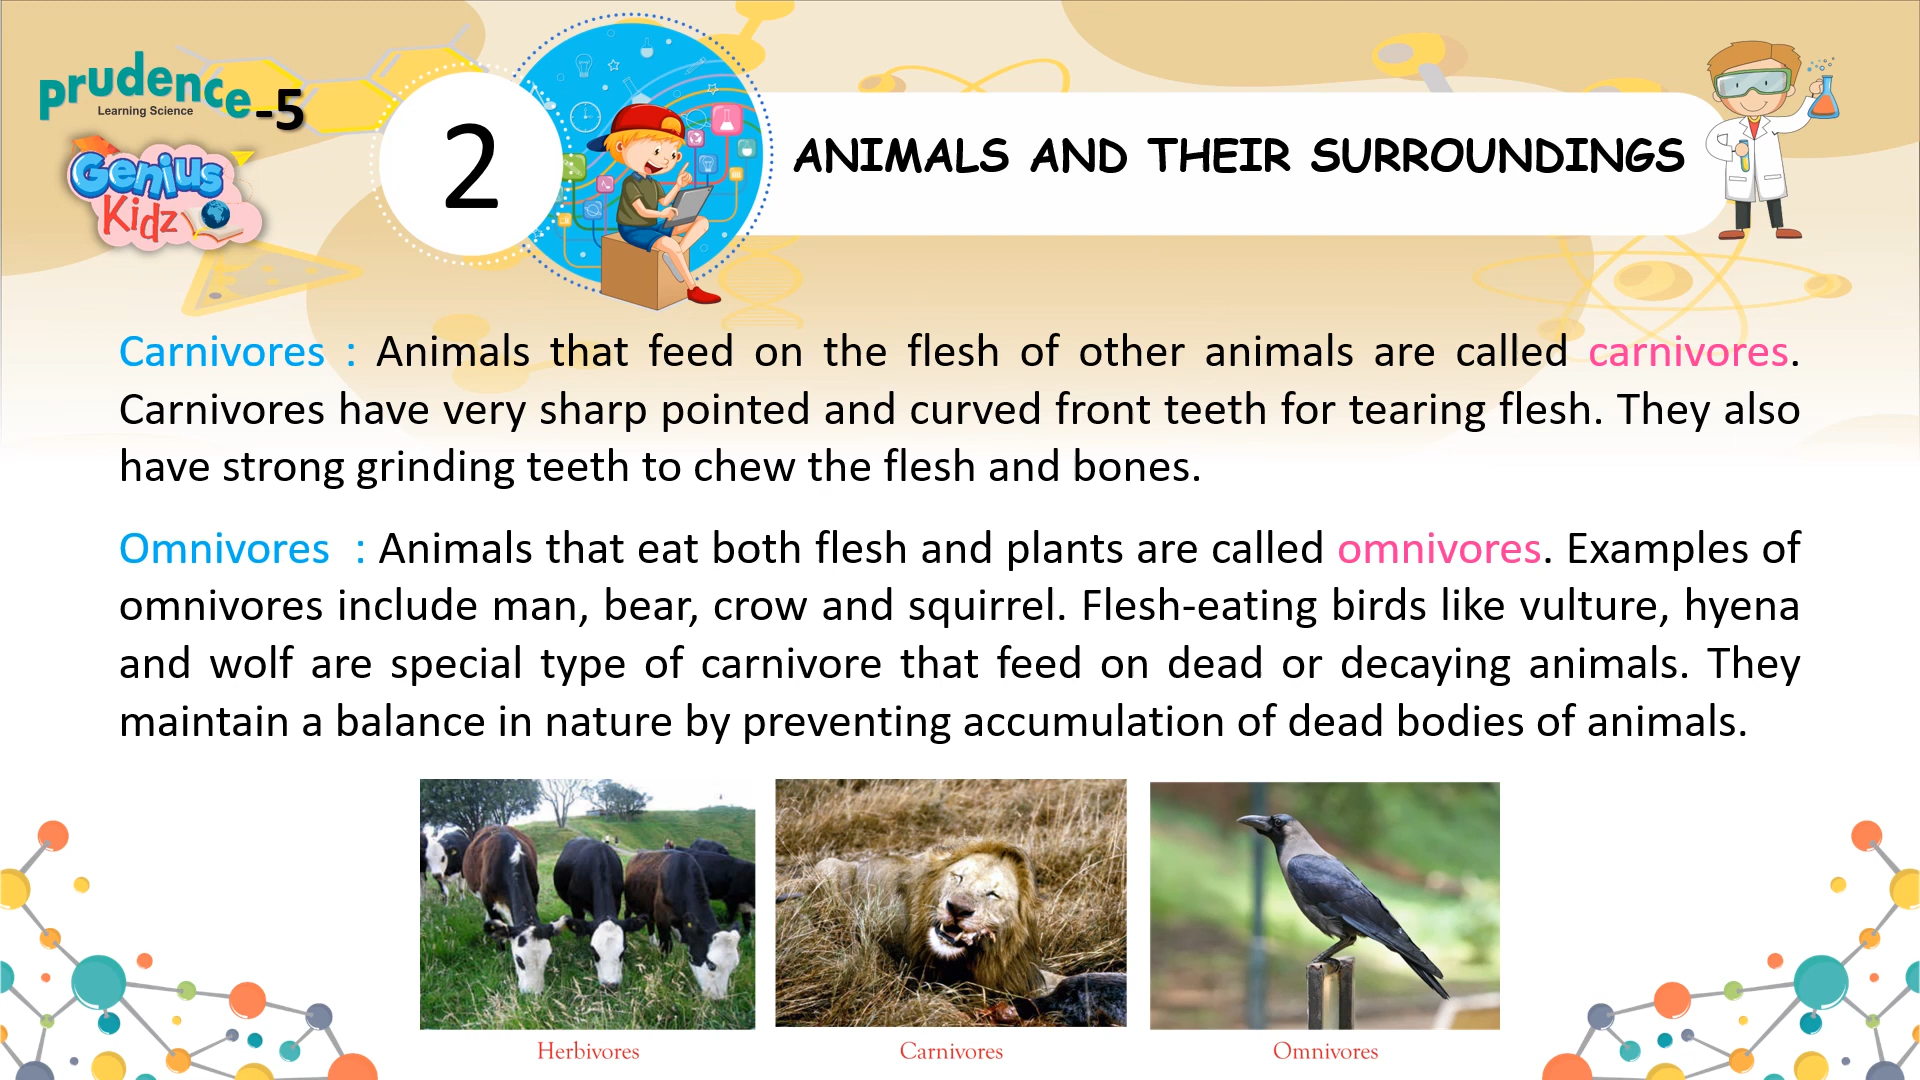 prudence-5
Learning Science
Genius
Kidz
2
ANIMALS AND THEIR SURROUNDINGS
Carnivores : Animals that feed on the flesh of other animals are called carnivores.
Carnivores have very sharp pointed and curved front teeth for tearing flesh. They also
have strong grinding teeth to chew the flesh and bones.
Omnivores : Animals that eat both flesh and plants are called omnivores. Examples of
omnivores include man, bear, crow and squirrel. Flesh-eating birds like vulture, hyena
and wolf are special type of carnivore that feed on dead or decaying animals. They
maintain a balance in nature by preventing accumulation of dead bodies of animals.
Herbivores
Carnivores
Omnivores